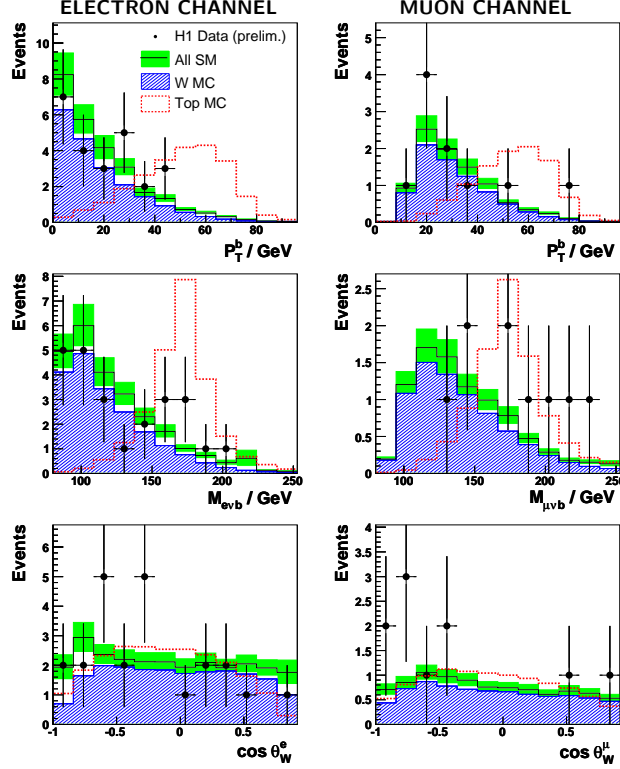 ELECTRON CHANNEL
MUON CHANNEL
Events
10
8
6
4
2
0
0 20 40 60 80
P_T^b / GeV
H1 Data (prelim.)
All SM
W MC
Top MC
Events
5
4
3
2
1
0
20 40 60 80
P_T^b / GeV
Events
8
7
6
5
4
3
2
1
0
100 150 200 250
M_eνb / GeV
Events
2.5
2
1.5
1
0.5
0
100 150 200 250
M_μνb / GeV
Events
6
5
4
3
2
1
0
-1 -0.5 0 0.5 1
cos θ_W^e
Events
4
3.5
3
2.5
2
1.5
1
0.5
0
-1 -0.5 0 0.5 1
cos θ_W^μ